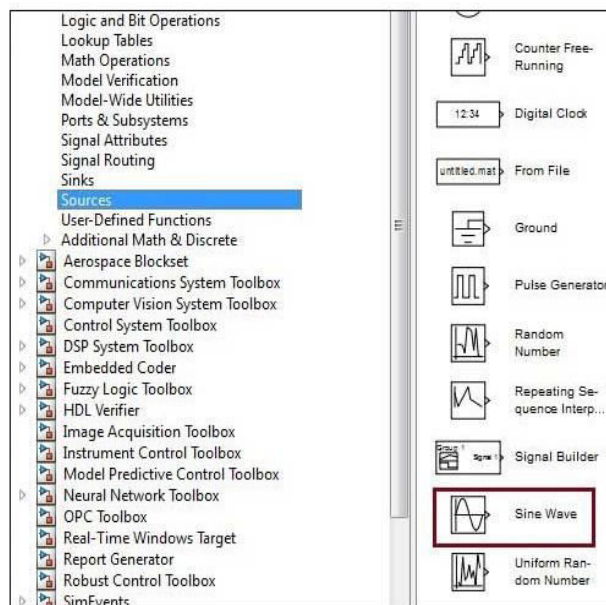 Logic and Bit Operations
Lookup Tables
Math Operations
Model Verification
Model-Wide Utilities
Ports & Subsystems
Signal Attributes
Signal Routing
Sinks
Sources
User-Defined Functions
Additional Math & Discrete
Aerospace Blockset
Communications System Toolbox
Computer Vision System Toolbox
Control System Toolbox
DSP System Toolbox
Embedded Coder
Fuzzy Logic Toolbox
HDL Verifier
Image Acquisition Toolbox
Instrument Control Toolbox
Model Predictive Control Toolbox
Neural Network Toolbox
OPC Toolbox
Real-Time Windows Target
Report Generator
Robust Control Toolbox
SimEvents
Counter Free-
Running
12:34
Digital Clock
untitled.mat
From File
Ground
Pulse Generator
Random
Number
Repeating Se-
quence Interp...
Group 1
Signal 1
Signal Builder
Sine Wave
Uniform Ran-
dom Number